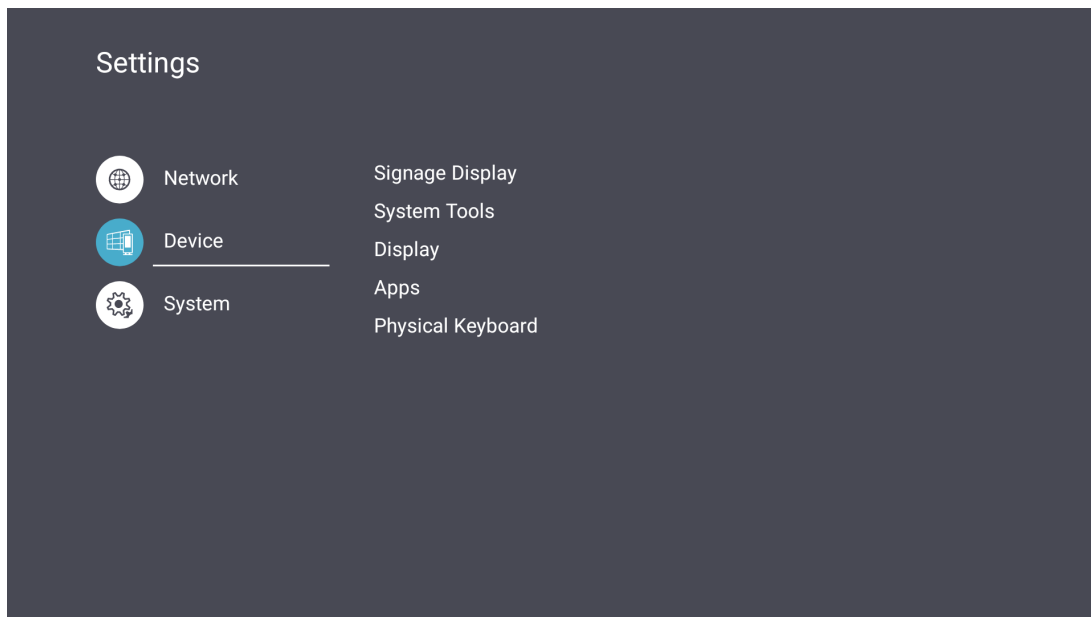 Settings
Network
Device
System
Signage Display
System Tools
Display
Apps
Physical Keyboard